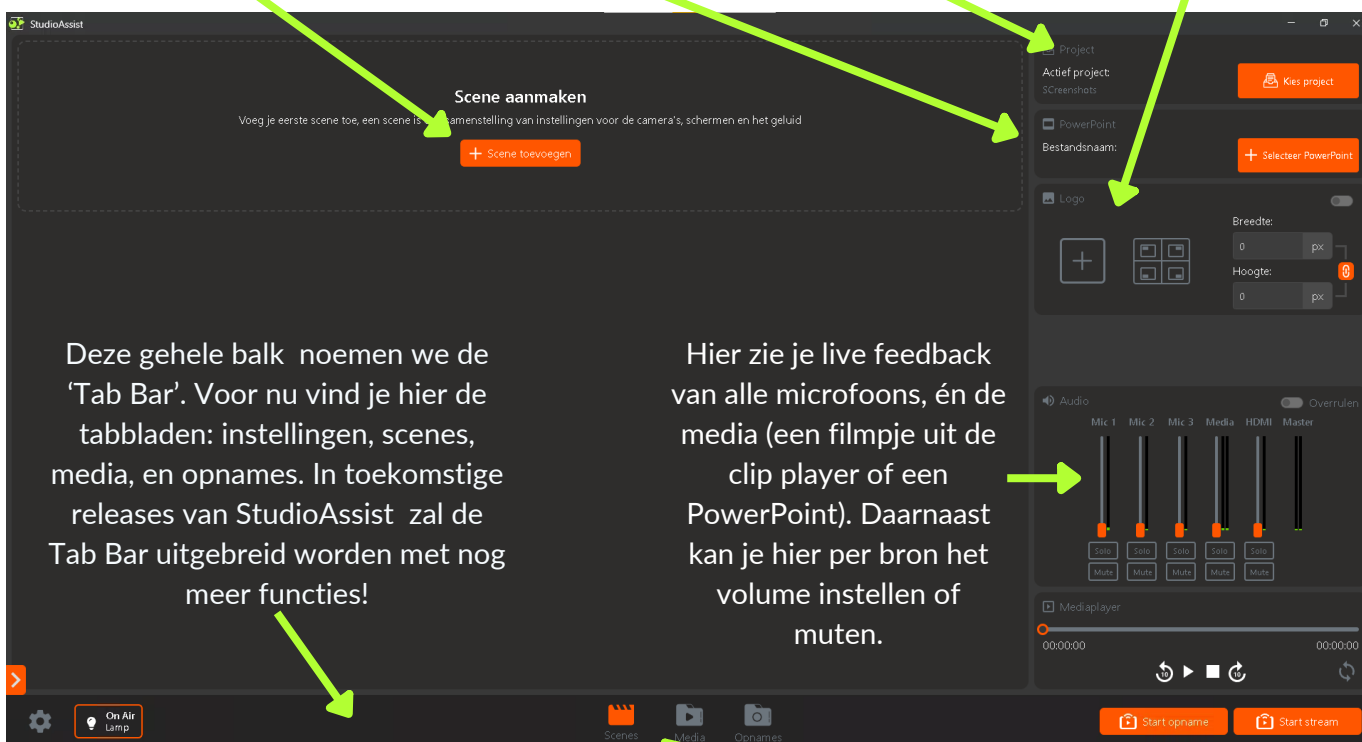 StudioAssist
Scene aanmaken
Voeg je eerste scene toe, een scene is samenstelling van instellingen voor de camera's, schermen en het geluid
+ Scene toevoegen
Project
Actief project:
SCreenshots
Kies project
PowerPoint
Bestandsnaam:
+ Selecteer PowerPoint
Logo
Breedte:
0 px
Hoogte:
0 px
Deze gehele balk noemen we de
‘Tab Bar’. Voor nu vind je hier de
tabbladen: instellingen, scenes,
media, en opnames. In toekomstige
releases van StudioAssist zal de
Tab Bar uitgebreid worden met nog
meer functies!
Hier zie je live feedback
van alle microfoons, én de
media (een filmpje uit de
clip player of een
PowerPoint). Daarnaast
kan je hier per bron het
volume instellen of
muten.
Audio
Overrulen
Mic 1 Mic 2 Mic 3 Media HDMI Master
Solo Solo Solo Solo Solo
Mute Mute Mute Mute Mute
Mediaplayer
00:00:00 00:00:00
10 10
On Air
Lamp
Scenes Media Opnames
Start opname
Start stream